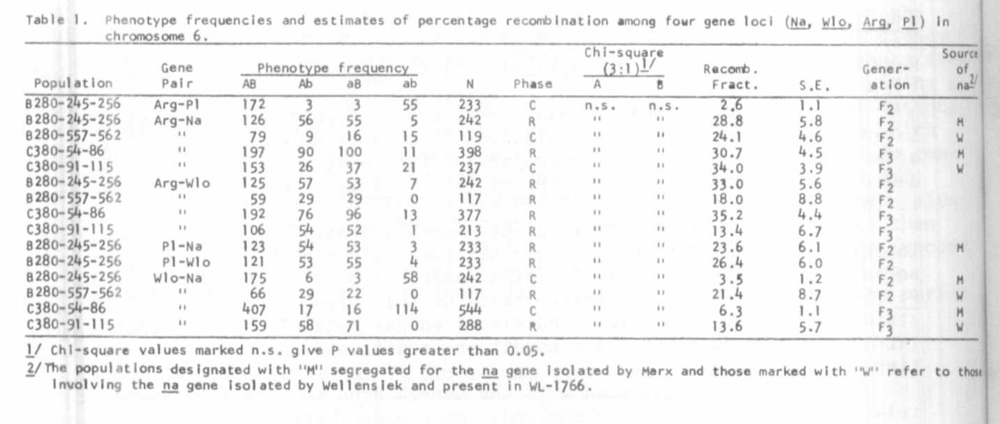 Table 1. Phenotype frequencies and estimates of percentage recombination among four gene loci (Na, Wlo, Arg, Pl) in
chromosome 6.
Chi-square Source
Gene Phenotype frequency (3:1)1/ Recomb. Gener- of
Population Pair AB Ab aB ab N Phase A B Fract. S.E. ation na2/
B280-245-256 Arg-Pl 172 3 3 55 233 C n.s. n.s. 2.6 1.1 F2
B280-245-256 Arg-Na 126 56 55 5 242 R " " 28.8 5.8 F2 M
B280-557-562 " 79 9 16 15 119 C " " 24.1 4.6 F2 W
C380-54-86 " 197 90 100 11 398 R " " 30.7 4.5 F3 M
C380-91-115 " 153 26 37 21 237 C " " 34.0 3.9 F3 W
B280-245-256 Arg-Wlo 125 57 53 7 242 R " " 33.0 5.6 F2
B280-557-562 " 59 29 29 0 117 R " " 18.0 8.8 F2
C380-54-86 " 192 76 96 13 377 R " " 35.2 4.4 F3
C380-91-115 " 106 54 52 1 213 R " " 13.4 6.7 F3
B280-245-256 Pl-Na 123 54 53 3 233 R " " 23.6 6.1 F2 M
B280-245-256 Pl-Wlo 121 53 55 4 233 R " " 26.4 6.0 F2
B280-245-256 Wlo-Na 175 6 3 58 242 C " " 3.5 1.2 F2 M
B280-557-562 " 66 29 22 0 117 R " " 21.4 8.7 F2 W
C380-54-86 " 407 17 16 114 544 C " " 6.3 1.1 F3 M
C380-91-115 " 159 58 71 0 288 R " " 13.6 5.7 F3 W
1/ Chi-square values marked n.s. give P values greater than 0.05.
2/ The populations designated with "M" segregated for the na gene isolated by Marx and those marked with "W" refer to those
involving the na gene isolated by Wellensiek and present in WL-1766.